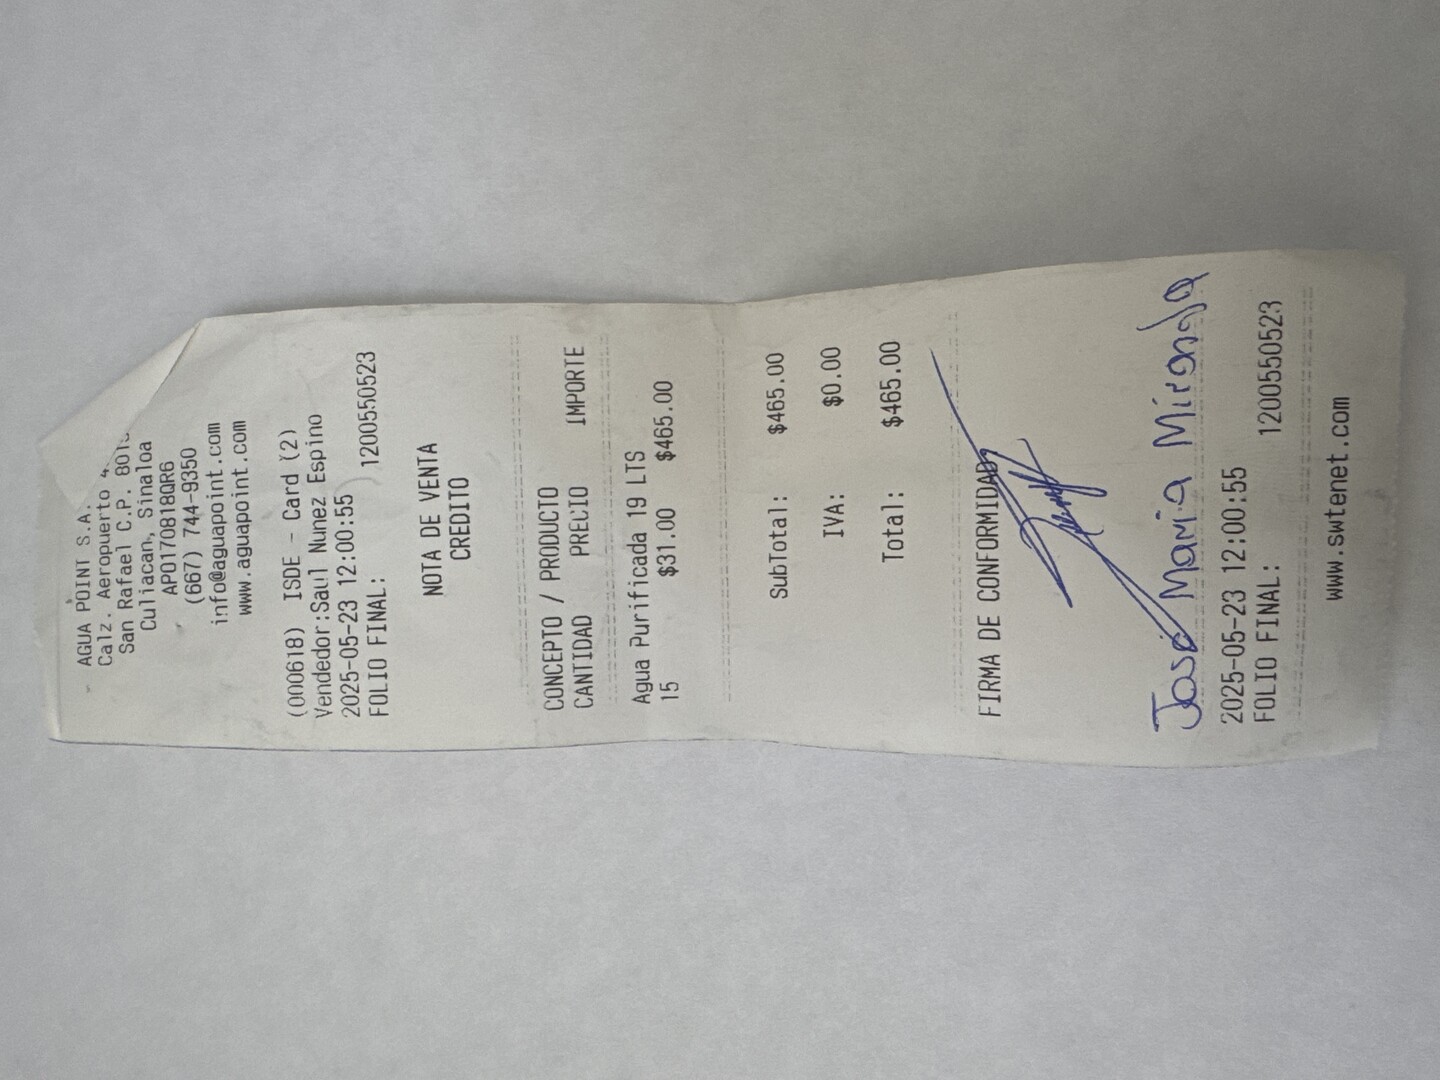 AGUA POINT S.A.
Calz. Aeropuerto
San Rafael C.P.
Culiacan, Sinaloa
APO170818QR6
(667) 744-9350
info@aguapoint.com
www.aguapoint.com
(000618) ISDE - Card (2)
Vendedor:Saul Nunez Espino
2025-05-23 12:00:55
FOLIO FINAL: 1200550523
NOTA DE VENTA
CREDITO
CONCEPTO / PRODUCTO
CANTIDAD PRECIO IMPORTE
Agua Purificada 19 LTS
15 $31.00 $465.00
SubTotal: $465.00
IVA: $0.00
Total: $465.00
FIRMA DE CONFORMIDAD
José Maria Miranda
2025-05-23 12:00:55
FOLIO FINAL: 1200550523
www.swtenet.com